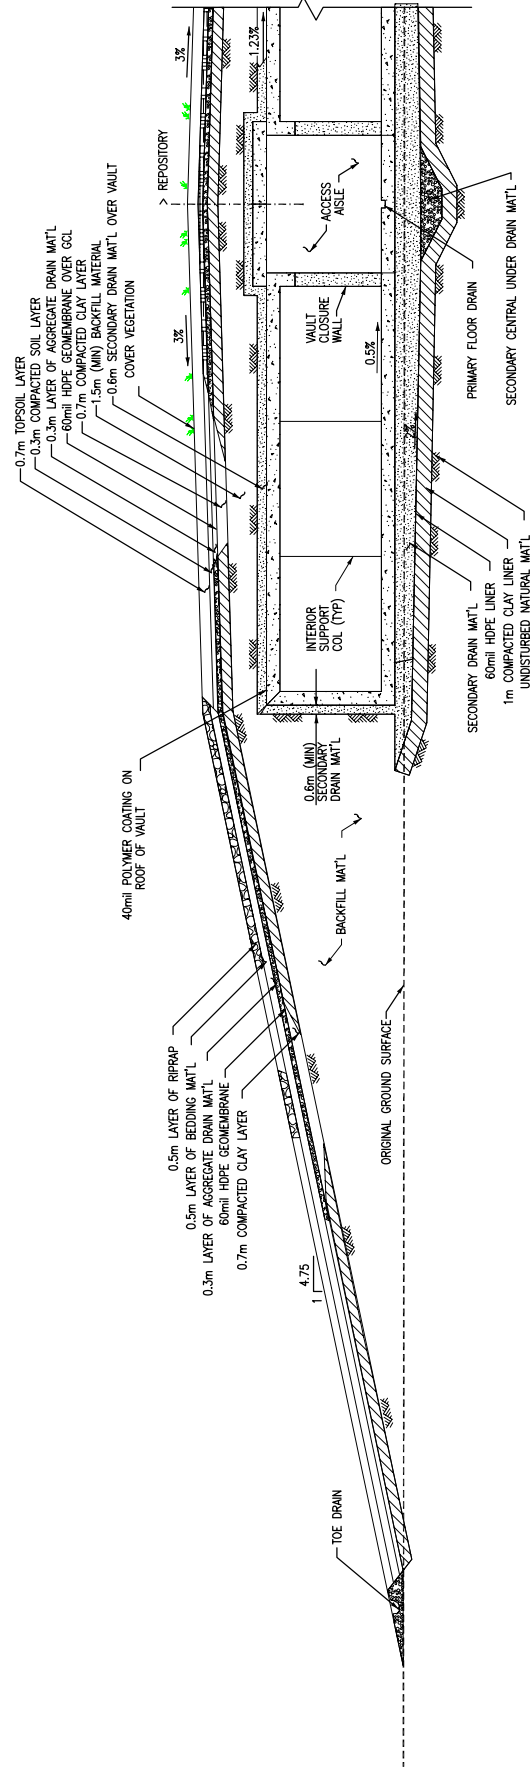 0.7m TOPSOIL LAYER
0.3m COMPACTED SOIL LAYER
0.3m LAYER OF AGGREGATE DRAIN MAT'L
60mil HDPE GEOMEMBRANE OVER GCL
0.7m COMPACTED CLAY LAYER
1.5m (MIN) BACKFILL MATERIAL
0.6m SECONDARY DRAIN MAT'L OVER VAULT
COVER VEGETATION
3%
> REPOSITORY
3%
1.23%
40mil POLYMER COATING ON
ROOF OF VAULT
0.5m LAYER OF RIPRAP
0.5m LAYER OF BEDDING MAT'L
0.3m LAYER OF AGGREGATE DRAIN MAT'L
60mil HDPE GEOMEMBRANE
0.7m COMPACTED CLAY LAYER
4.75
1
TOE DRAIN
BACKFILL MAT'L
ORIGINAL GROUND SURFACE
0.6m (MIN)
SECONDARY
DRAIN MAT'L
INTERIOR
SUPPORT
COL (TYP)
VAULT
CLOSURE
WALL
ACCESS
AISLE
0.5%
SECONDARY DRAIN MAT'L
60mil HDPE LINER
1m COMPACTED CLAY LINER
UNDISTURBED NATURAL MAT'L
PRIMARY FLOOR DRAIN
SECONDARY CENTRAL UNDER DRAIN MAT'L